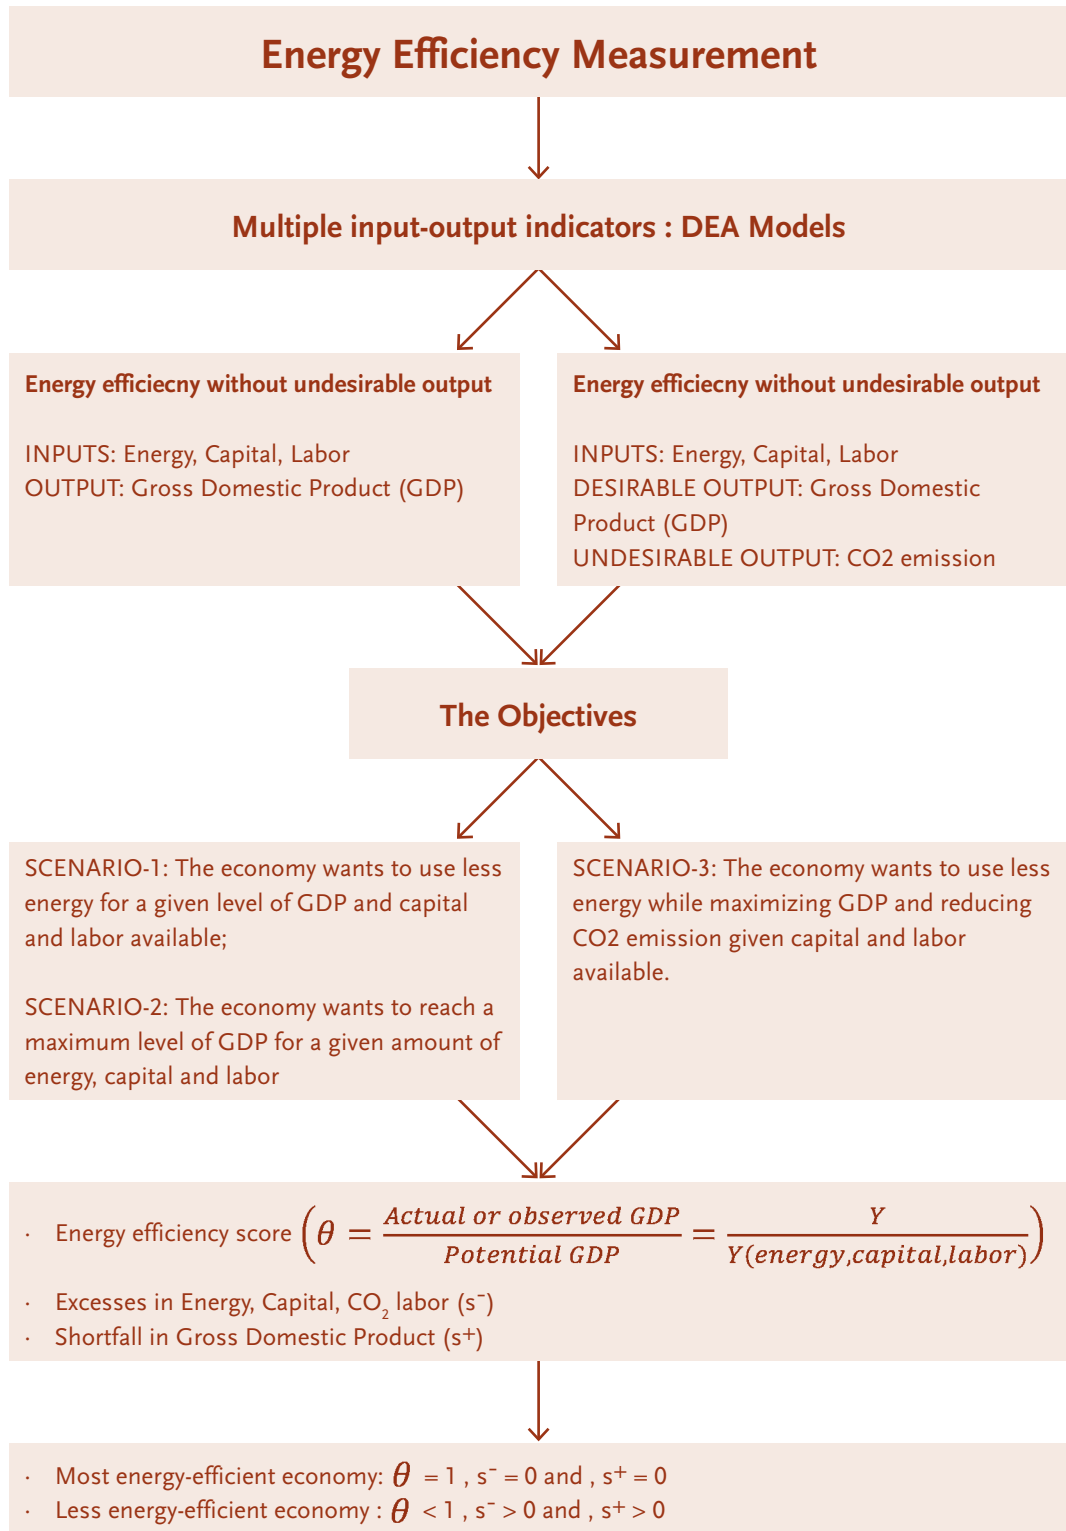 Energy Efficiency Measurement
Multiple input-output indicators : DEA Models
Energy efficiecny without undesirable output
INPUTS: Energy, Capital, Labor
OUTPUT: Gross Domestic Product (GDP)
Energy efficiecny without undesirable output
INPUTS: Energy, Capital, Labor
DESIRABLE OUTPUT: Gross Domestic
Product (GDP)
UNDESIRABLE OUTPUT: CO2 emission
The Objectives
SCENARIO-1: The economy wants to use less
energy for a given level of GDP and capital
and labor available;
SCENARIO-2: The economy wants to reach a
maximum level of GDP for a given amount of
energy, capital and labor
SCENARIO-3: The economy wants to use less
energy while maximizing GDP and reducing
CO2 emission given capital and labor
available.
· Energy efficiency score (θ = Actual or observed GDP / Potential GDP = Y / Y(energy,capital,labor))
· Excesses in Energy, Capital, CO₂ labor (s⁻)
· Shortfall in Gross Domestic Product (s⁺)
· Most energy-efficient economy: θ = 1 , s⁻ = 0 and , s⁺ = 0
· Less energy-efficient economy : θ < 1 , s⁻ > 0 and , s⁺ > 0